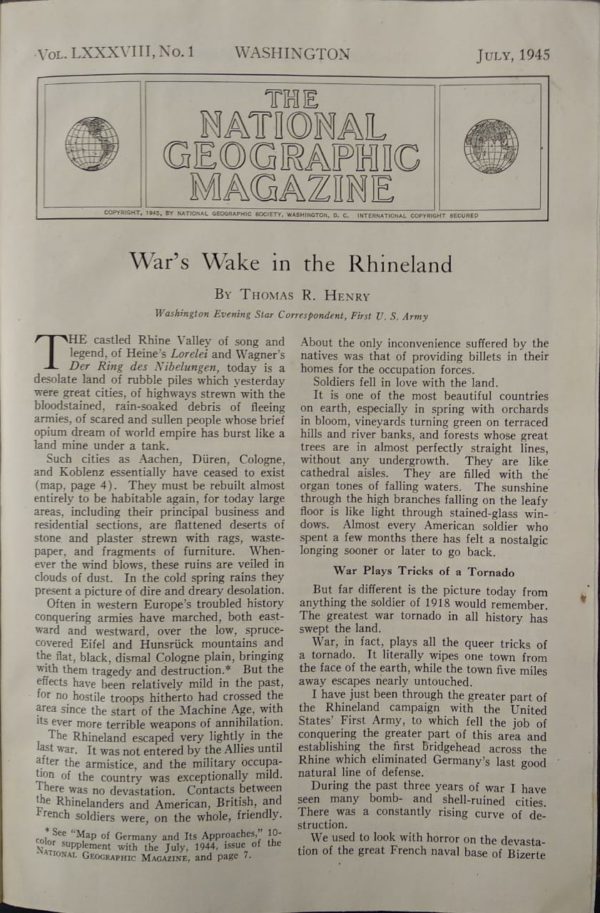 VOL. LXXXVIII, No. 1 WASHINGTON JULY, 1945
THE
NATIONAL
GEOGRAPHIC
MAGAZINE
COPYRIGHT, 1945, BY NATIONAL GEOGRAPHIC SOCIETY, WASHINGTON, D. C. INTERNATIONAL COPYRIGHT SECURED
War's Wake in the Rhineland
BY THOMAS R. HENRY
Washington Evening Star Correspondent, First U. S. Army
THE castled Rhine Valley of song and
legend, of Heine's Lorelei and Wagner's
Der Ring des Nibelungen, today is a
desolate land of rubble piles which yesterday
were great cities, of highways strewn with the
bloodstained, rain-soaked debris of fleeing
armies, of scared and sullen people whose brief
opium dream of world empire has burst like a
land mine under a tank.
Such cities as Aachen, Düren, Cologne,
and Koblenz essentially have ceased to exist
(map, page 4). They must be rebuilt almost
entirely to be habitable again, for today large
areas, including their principal business and
residential sections, are flattened deserts of
stone and plaster strewn with rags, waste-
paper, and fragments of furniture. When-
ever the wind blows, these ruins are veiled in
clouds of dust. In the cold spring rains they
present a picture of dire and dreary desolation.
Often in western Europe's troubled history
conquering armies have marched, both east-
ward and westward, over the low, spruce-
covered Eifel and Hunsrück mountains and
the flat, black, dismal Cologne plain, bringing
with them tragedy and destruction.* But the
effects have been relatively mild in the past,
for no hostile troops hitherto had crossed the
area since the start of the Machine Age, with
its ever more terrible weapons of annihilation.
The Rhineland escaped very lightly in the
last war. It was not entered by the Allies until
after the armistice, and the military occupa-
tion of the country was exceptionally mild.
There was no devastation. Contacts between
the Rhinelanders and American, British, and
French soldiers were, on the whole, friendly.
* See "Map of Germany and Its Approaches," 10-
color supplement with the July, 1944, issue of the
NATIONAL GEOGRAPHIC MAGAZINE, and page 7.
About the only inconvenience suffered by the
natives was that of providing billets in their
homes for the occupation forces.
Soldiers fell in love with the land.
It is one of the most beautiful countries
on earth, especially in spring with orchards
in bloom, vineyards turning green on terraced
hills and river banks, and forests whose great
trees are in almost perfectly straight lines,
without any undergrowth. They are like
cathedral aisles. They are filled with the
organ tones of falling waters. The sunshine
through the high branches falling on the leafy
floor is like light through stained-glass win-
dows. Almost every American soldier who
spent a few months there has felt a nostalgic
longing sooner or later to go back.
War Plays Tricks of a Tornado
But far different is the picture today from
anything the soldier of 1918 would remember.
The greatest war tornado in all history has
swept the land.
War, in fact, plays all the queer tricks of
a tornado. It literally wipes one town from
the face of the earth, while the town five miles
away escapes nearly untouched.
I have just been through the greater part of
the Rhineland campaign with the United
States' First Army, to which fell the job of
conquering the greater part of this area and
establishing the first bridgehead across the
Rhine which eliminated Germany's last good
natural line of defense.
During the past three years of war I have
seen many bomb- and shell-ruined cities.
There was a constantly rising curve of de-
struction.
We used to look with horror on the devasta-
tion of the great French naval base of Bizerte